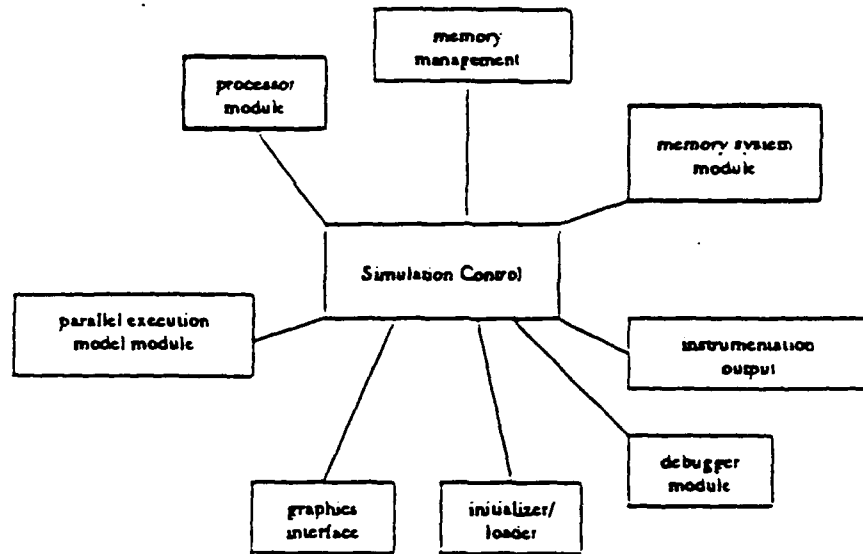 memory
management
processor
module
memory system
module
Simulation Control
parallel execution
model module
instrumentation
output
debugger
module
graphics
interface
initializer/
loader